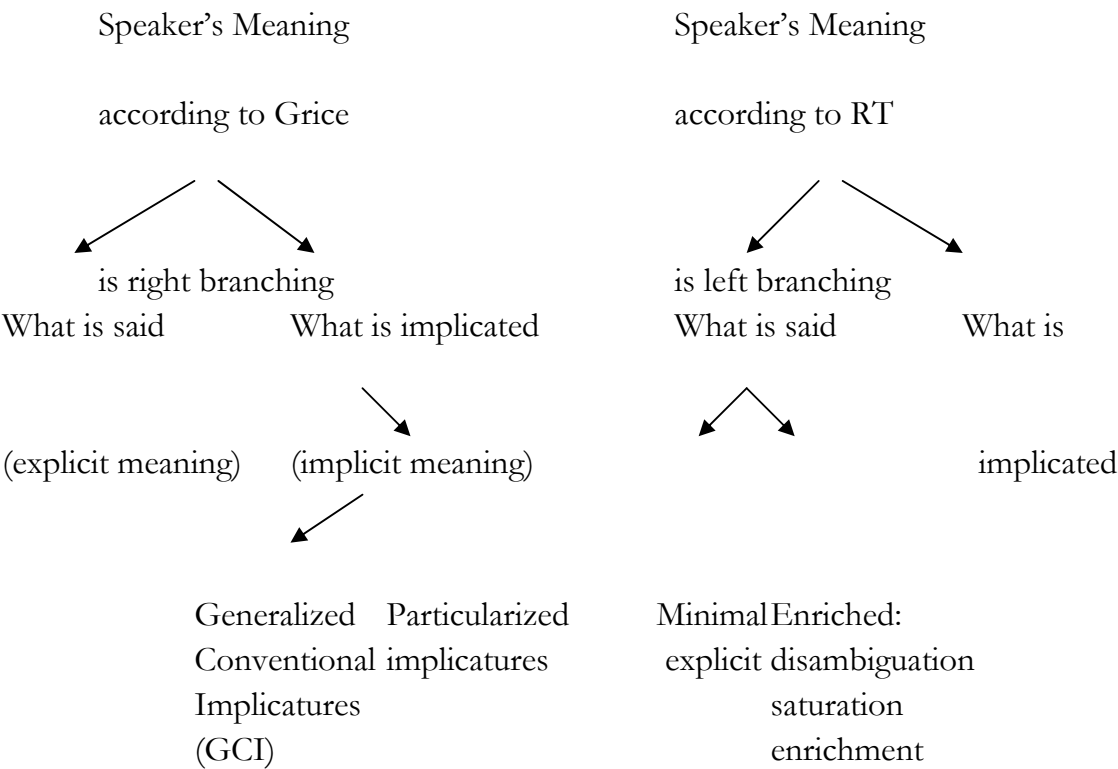 Speaker’s Meaning Speaker’s Meaning
according to Grice according to RT
is right branching is left branching
What is said What is implicated What is said What is
(explicit meaning) (implicit meaning) implicated
Generalized Particularized Minimal Enriched:
Conventional implicatures explicit disambiguation
Implicatures saturation
(GCI) enrichment